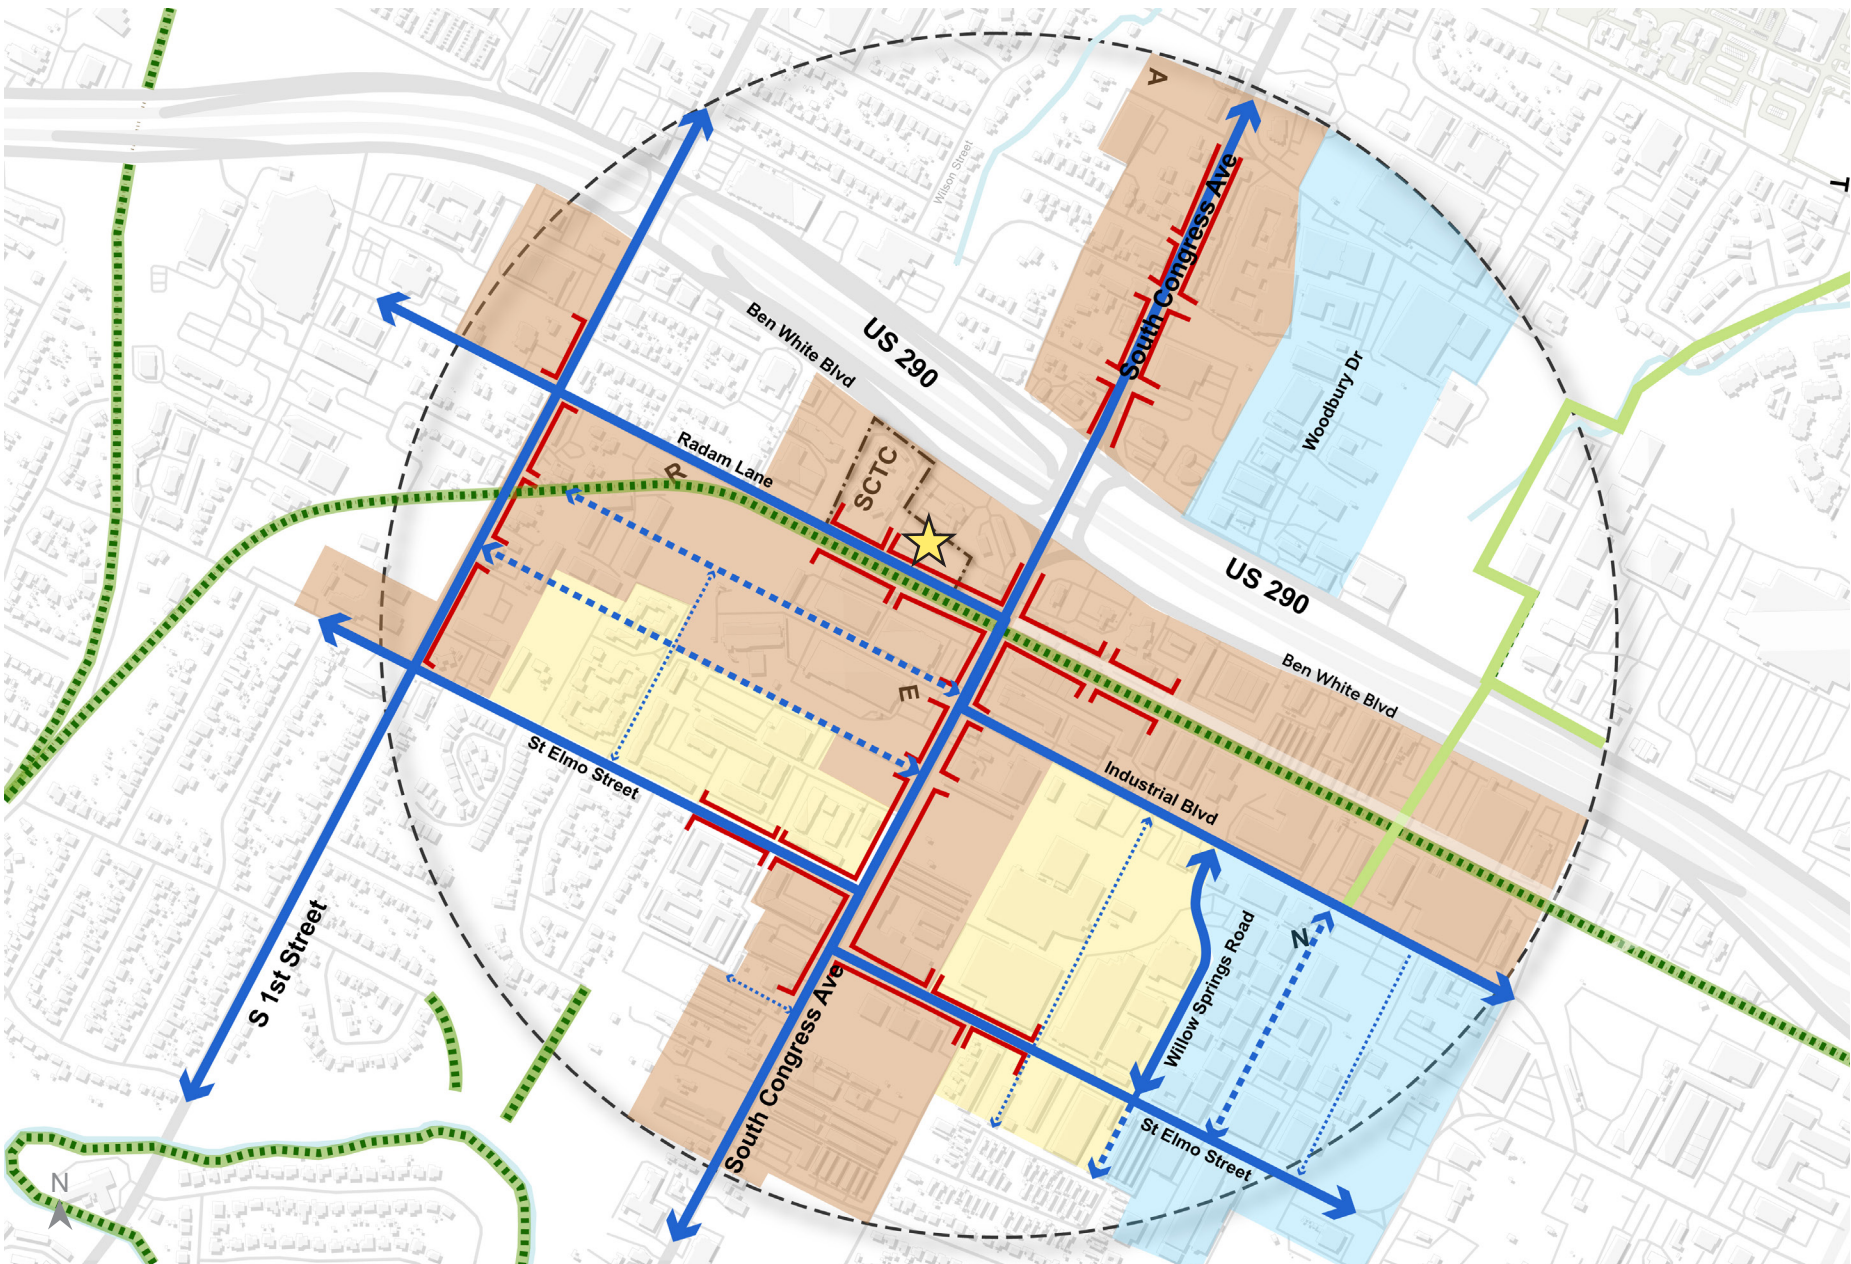 A
South Congress Ave
T
Wilson Street
US 290
Ben White Blvd
Woodbury Dr
Radam Lane
R
SCTC
US 290
Ben White Blvd
E
St Elmo Street
Industrial Blvd
S 1st Street
Willow Springs Road
N
South Congress Ave
St Elmo Street
N